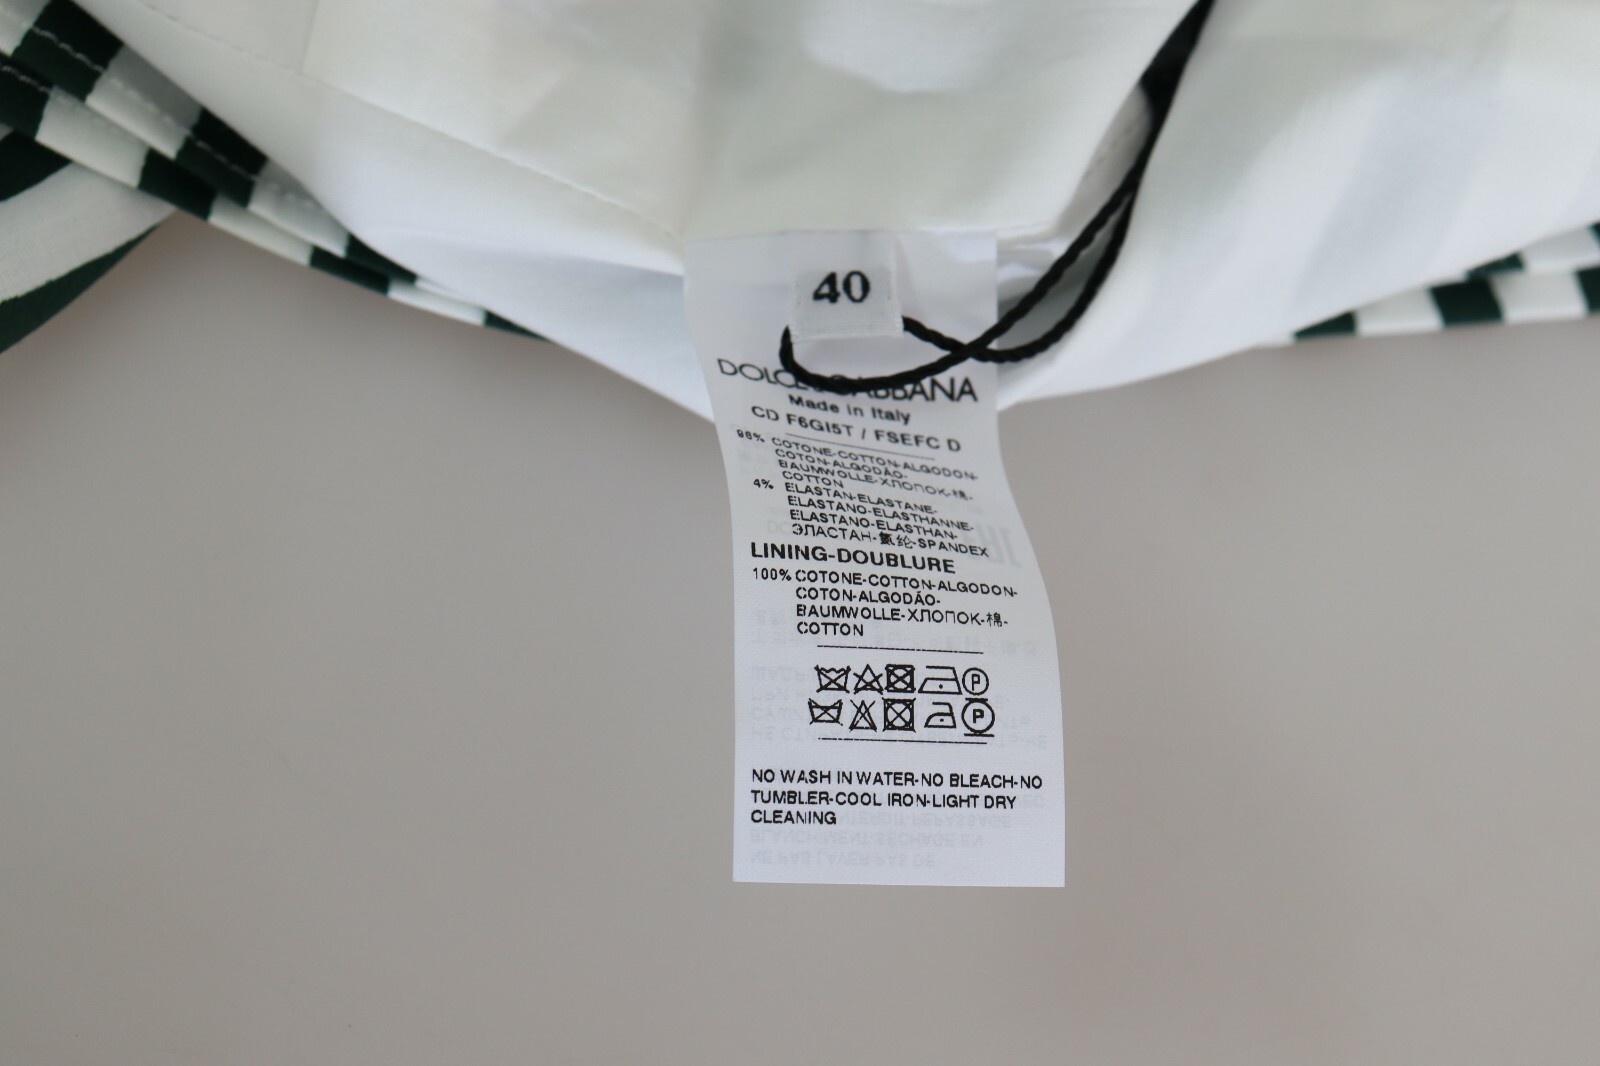 40
DOLCE GABBANA
Made in Italy
CD F6GI5T / FSEFC D
96% COTONE-COTTON-ALGODON-
COTON-ALGODÃO-
BAUMWOLLE-ХЛОПОК-棉-
COTTON
4% ELASTAN-ELASTANE-
ELASTANO-ELASTHANNE-
ELASTANO-ELASTHAN-
ЭЛАСТАН-氨纶-SPANDEX
LINING-DOUBLURE
100% COTONE-COTTON-ALGODON-
COTON-ALGODÁO-
BAUMWOLLE-ХЛОПОК-棉-
COTTON
P
P
NO WASH IN WATER-NO BLEACH-NO
TUMBLER-COOL IRON-LIGHT DRY
CLEANING